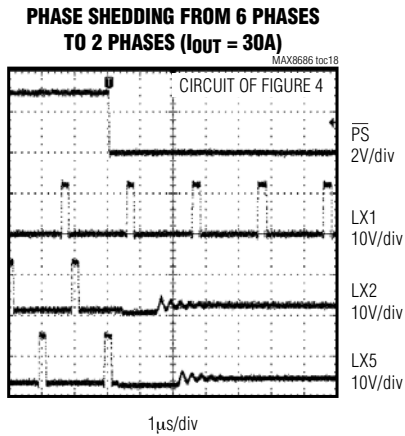 PHASE SHEDDING FROM 6 PHASES
TO 2 PHASES (IOUT = 30A)
MAX8686 toc18
T
CIRCUIT OF FIGURE 4
PS
2V/div
LX1
10V/div
LX2
10V/div
LX5
10V/div
1µs/div